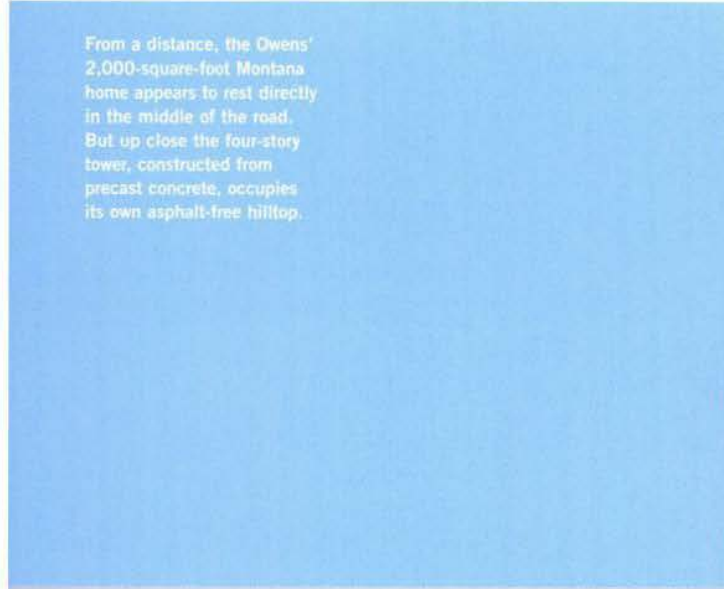 From a distance, the Owens'
2,000-square-foot Montana
home appears to rest directly
in the middle of the road.
But up close the four-story
tower, constructed from
precast concrete, occupies
its own asphalt-free hilltop.